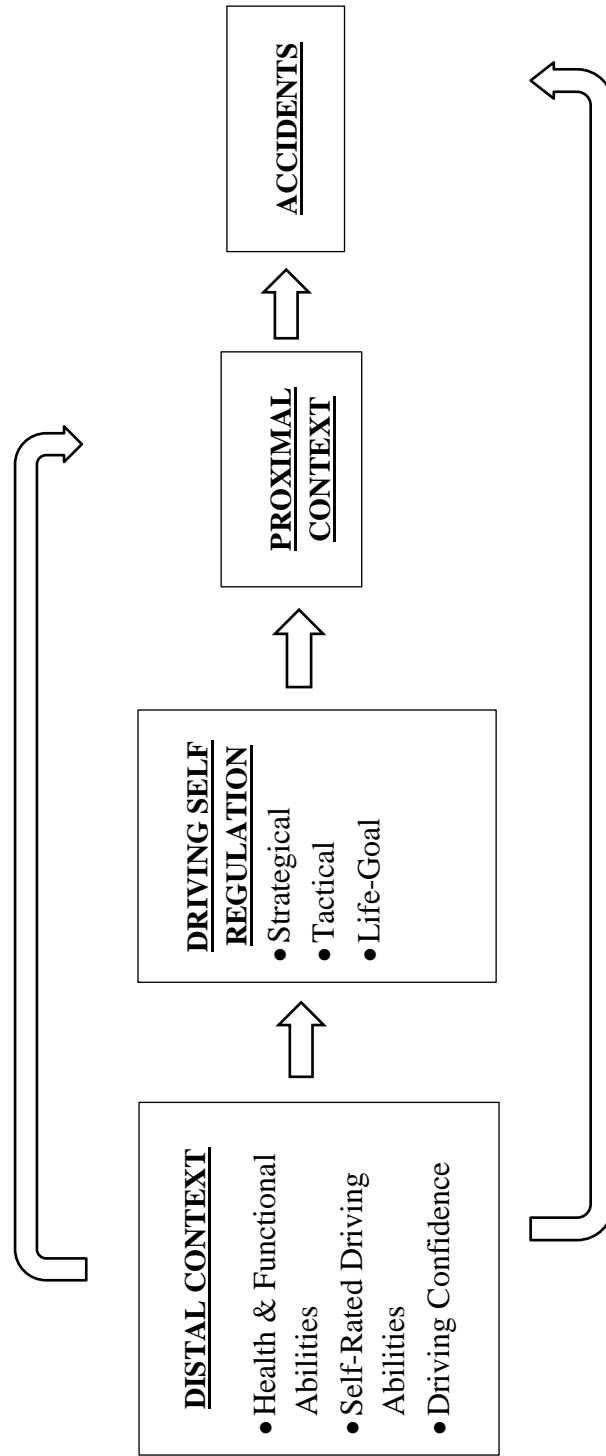 DISTAL CONTEXT
● Health & Functional
Abilities
● Self-Rated Driving
Abilities
● Driving Confidence
DRIVING SELF
REGULATION
● Strategical
● Tactical
● Life-Goal
PROXIMAL
CONTEXT
ACCIDENTS